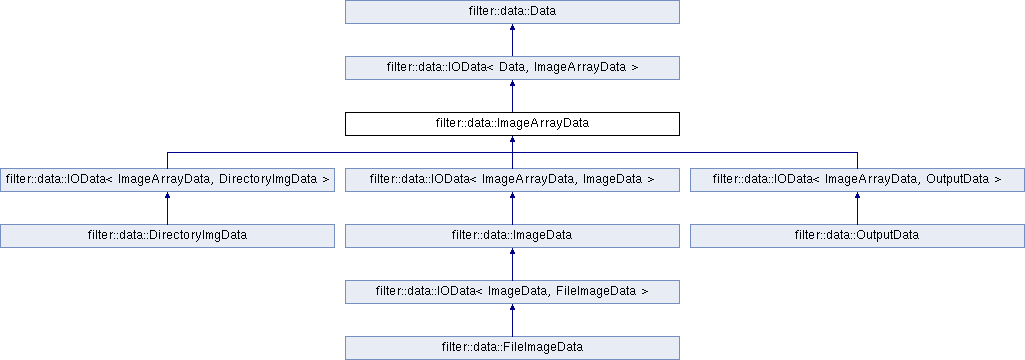 filter::data::Data
filter::data::IOData< Data, ImageArrayData >
filter::data::ImageArrayData
filter::data::IOData< ImageArrayData, DirectoryImgData >
filter::data::IOData< ImageArrayData, ImageData >
filter::data::IOData< ImageArrayData, OutputData >
filter::data::DirectoryImgData
filter::data::ImageData
filter::data::OutputData
filter::data::IOData< ImageData, FileImageData >
filter::data::FileImageData